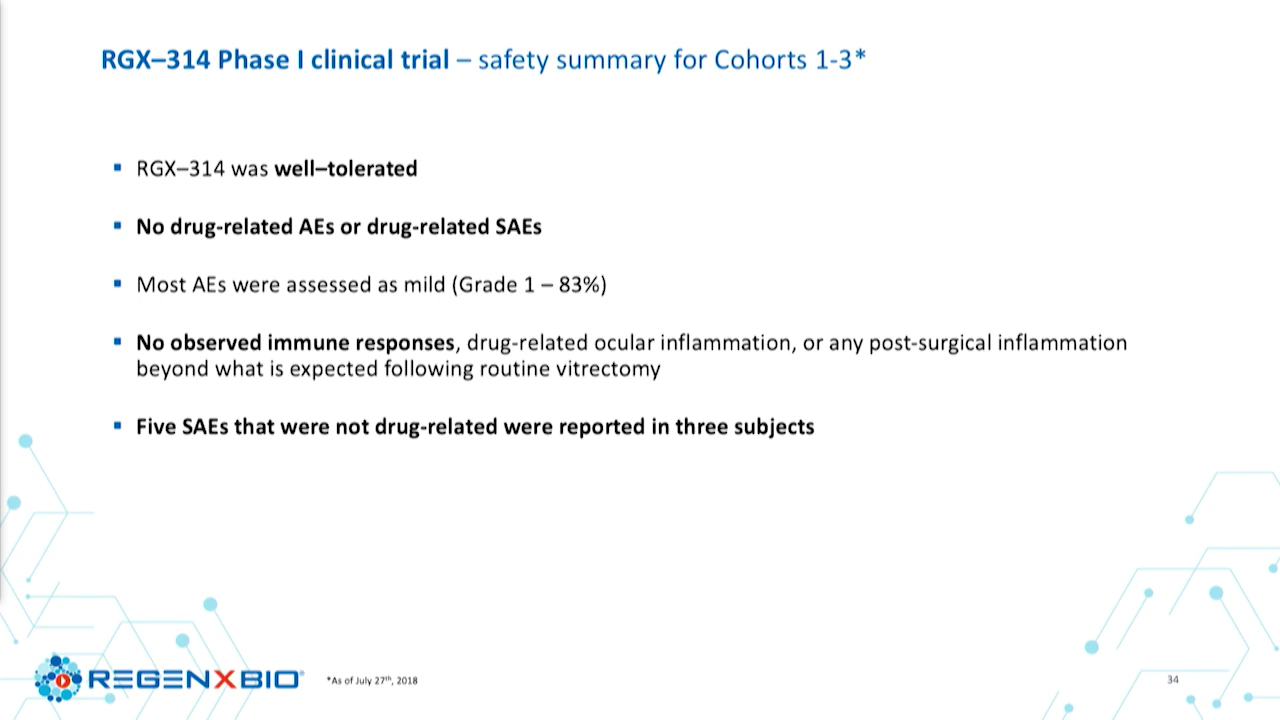 RGX–314 Phase I clinical trial – safety summary for Cohorts 1-3*
▪ RGX–314 was well–tolerated
▪ No drug-related AEs or drug-related SAEs
▪ Most AEs were assessed as mild (Grade 1 – 83%)
▪ No observed immune responses, drug-related ocular inflammation, or any post-surgical inflammation
beyond what is expected following routine vitrectomy
▪ Five SAEs that were not drug-related were reported in three subjects
REGENXBIO®
*As of July 27th, 2018
34